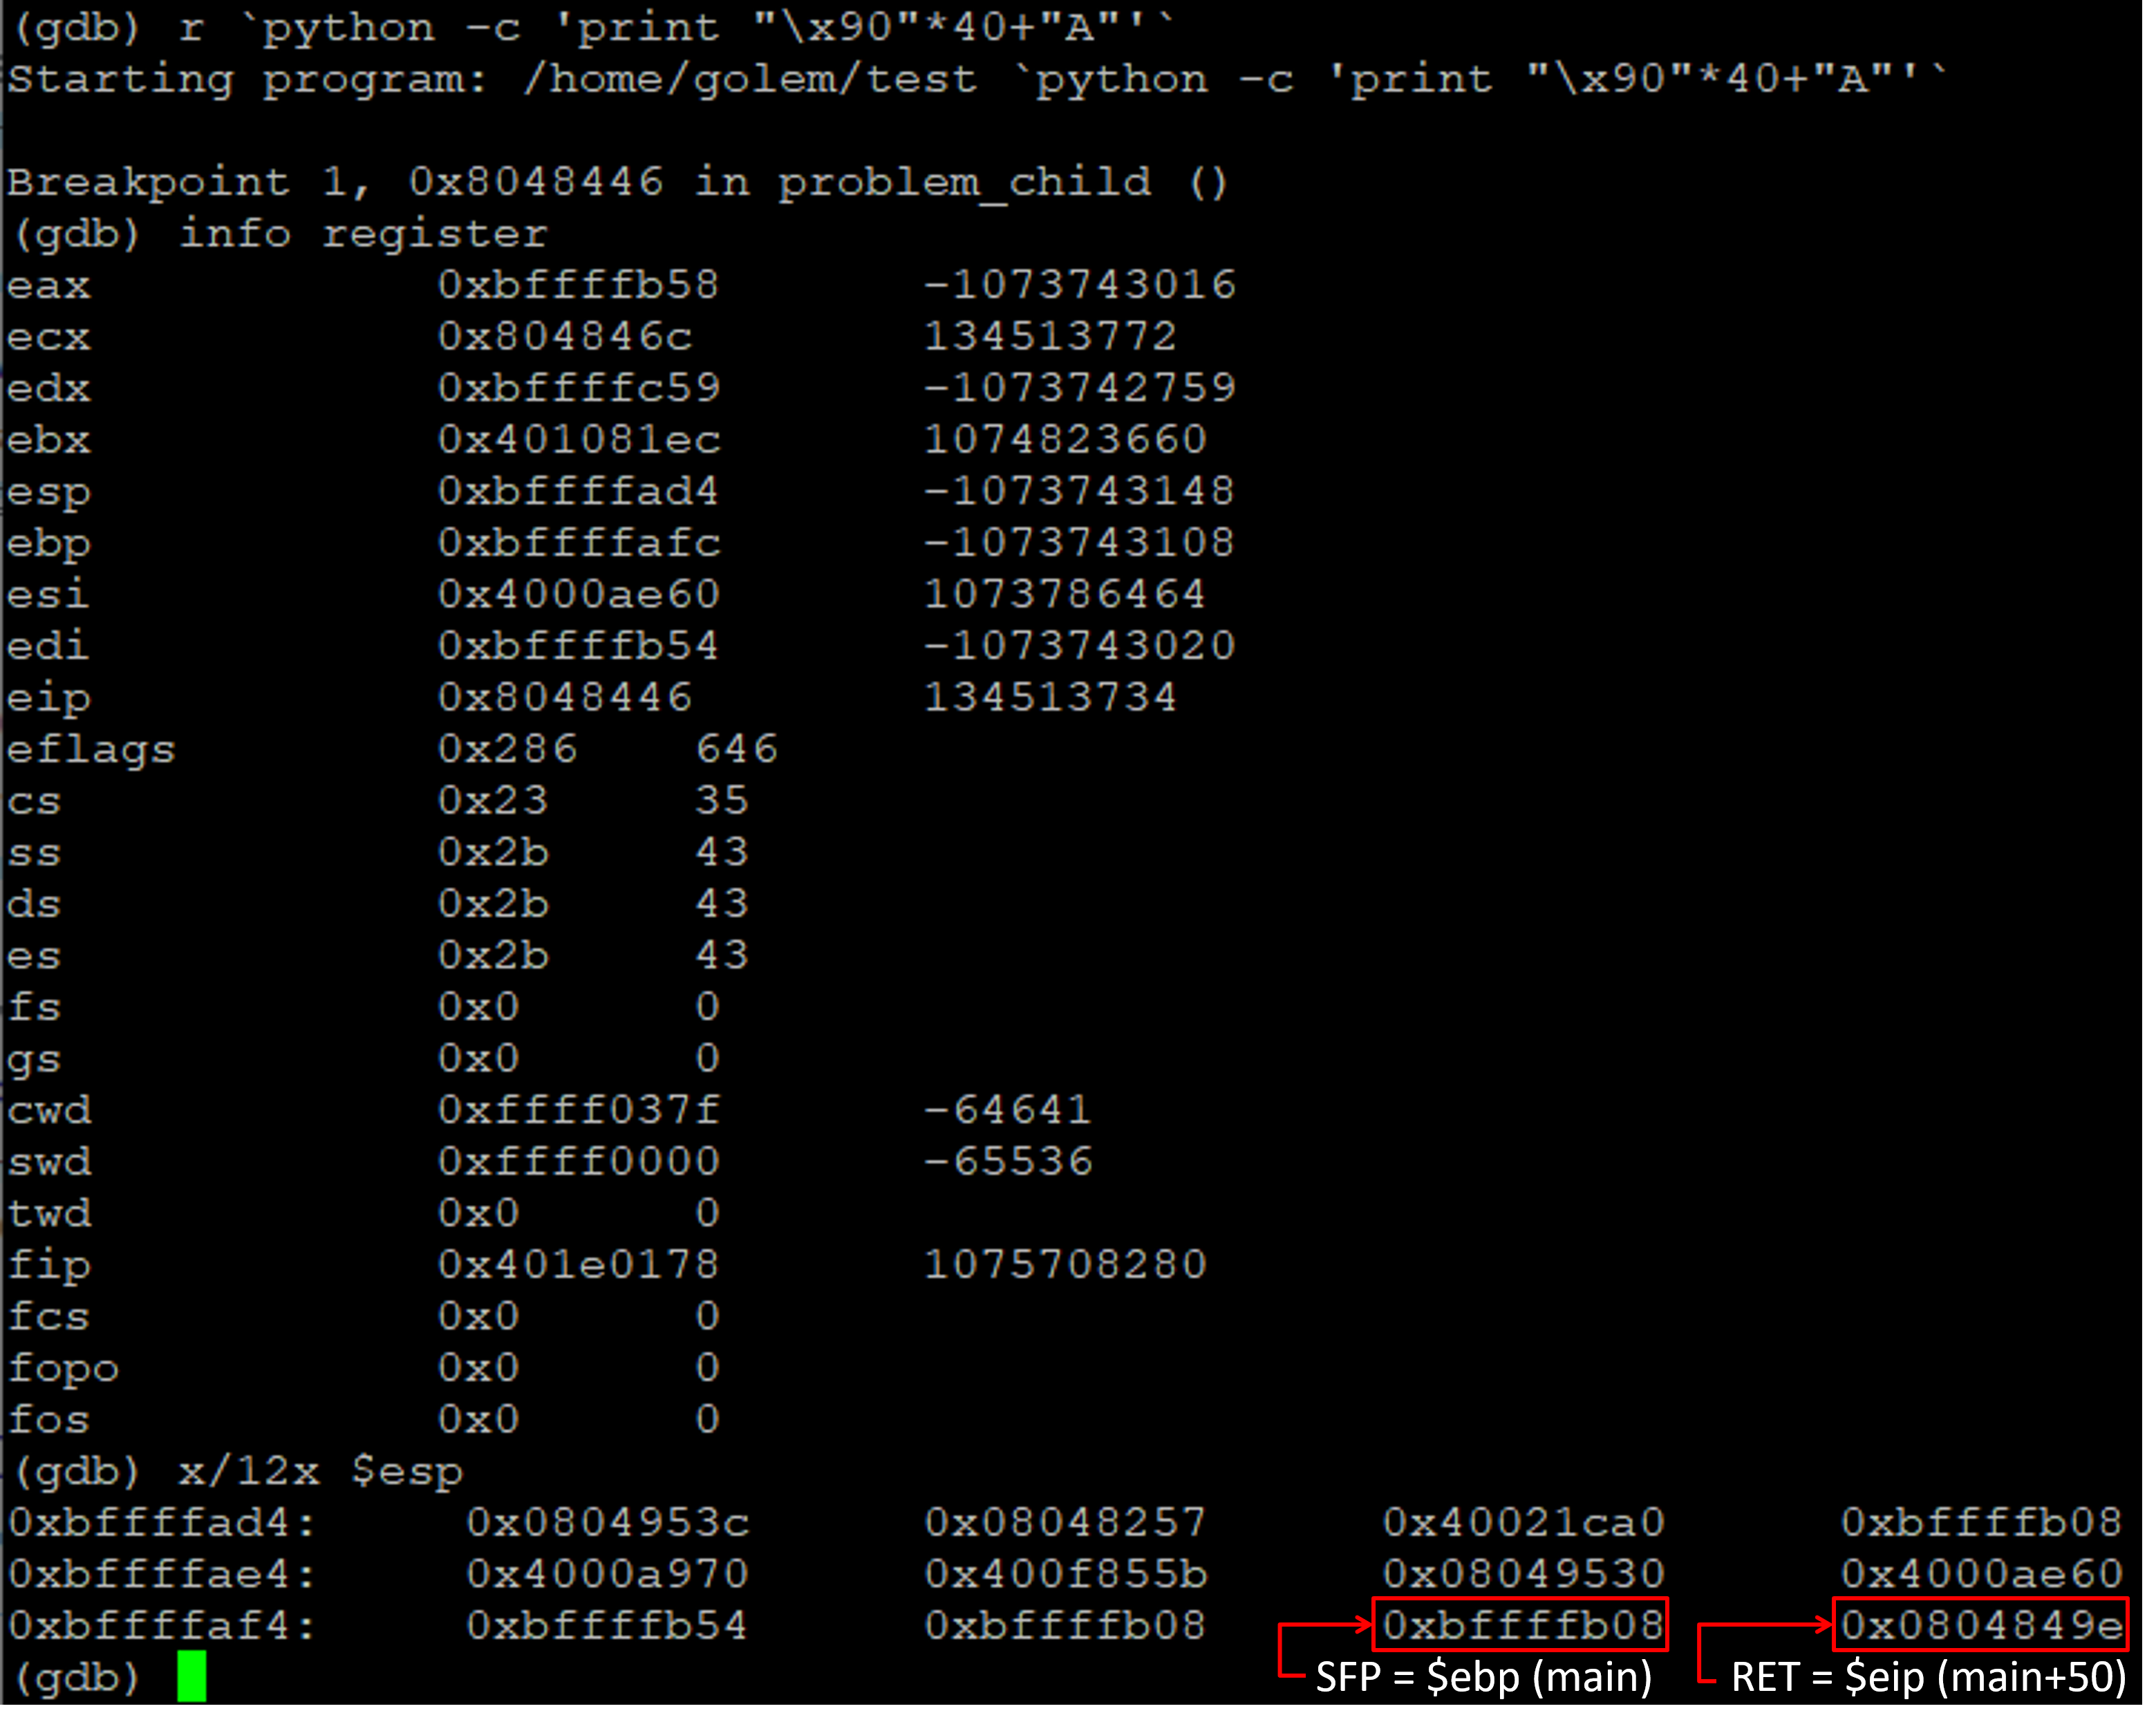 (gdb) r `python -c 'print "\x90"*40+"A"'`
Starting program: /home/golem/test `python -c 'print "\x90"*40+"A"'`
Breakpoint 1, 0x8048446 in problem_child ()
(gdb) info register
eax 0xbffffb58 -1073743016
ecx 0x804846c 134513772
edx 0xbffffc59 -1073742759
ebx 0x401081ec 1074823660
esp 0xbffffad4 -1073743148
ebp 0xbffffafc -1073743108
esi 0x4000ae60 1073786464
edi 0xbffffb54 -1073743020
eip 0x8048446 134513734
eflags 0x286 646
cs 0x23 35
ss 0x2b 43
ds 0x2b 43
es 0x2b 43
fs 0x0 0
gs 0x0 0
cwd 0xffff037f -64641
swd 0xffff0000 -65536
twd 0x0 0
fip 0x401e0178 1075708280
fcs 0x0 0
fopo 0x0 0
fos 0x0 0
(gdb) x/12x $esp
0xbffffad4: 0x0804953c 0x08048257 0x40021ca0 0xbffffb08
0xbffffae4: 0x4000a970 0x400f855b 0x08049530 0x4000ae60
0xbffffaf4: 0xbffffb54 0xbffffb08 0xbffffb08 0x0804849e
(gdb) SFP = $ebp (main) RET = $eip (main+50)